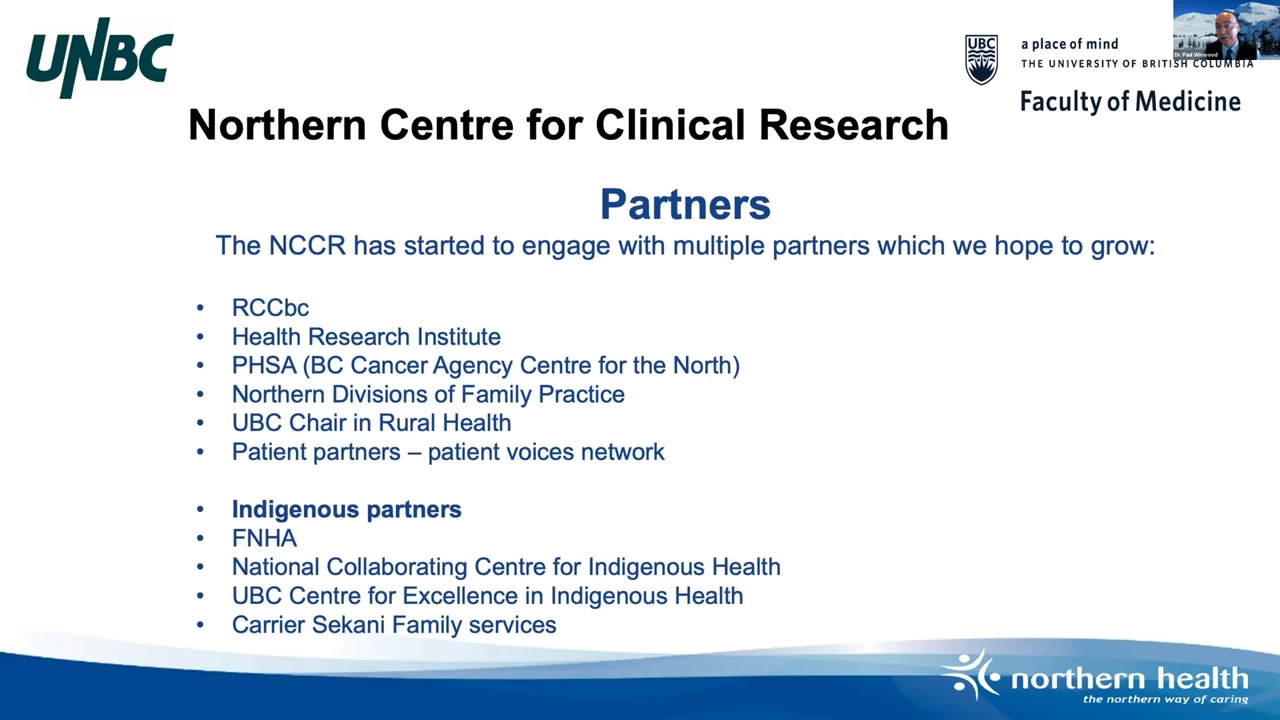 UNBC
UBC
a place of mind
THE UNIVERSITY OF BRITISH COLUMBIA
Faculty of Medicine
Dr. Paul Winwood
Northern Centre for Clinical Research
Partners
The NCCR has started to engage with multiple partners which we hope to grow:
• RCCbc
• Health Research Institute
• PHSA (BC Cancer Agency Centre for the North)
• Northern Divisions of Family Practice
• UBC Chair in Rural Health
• Patient partners – patient voices network
• Indigenous partners
• FNHA
• National Collaborating Centre for Indigenous Health
• UBC Centre for Excellence in Indigenous Health
• Carrier Sekani Family services
northern health
the northern way of caring